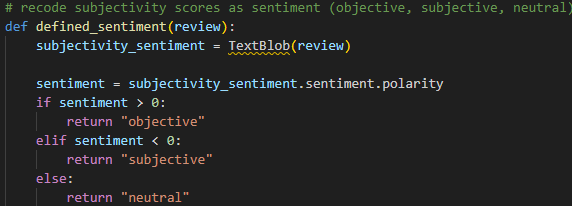 # recode subjectivity scores as sentiment (objective, subjective, neutral)
def defined_sentiment(review):
    subjectivity_sentiment = TextBlob(review)
    sentiment = subjectivity_sentiment.sentiment.polarity
    if sentiment > 0:
        return "objective"
    elif sentiment < 0:
        return "subjective"
    else:
        return "neutral"